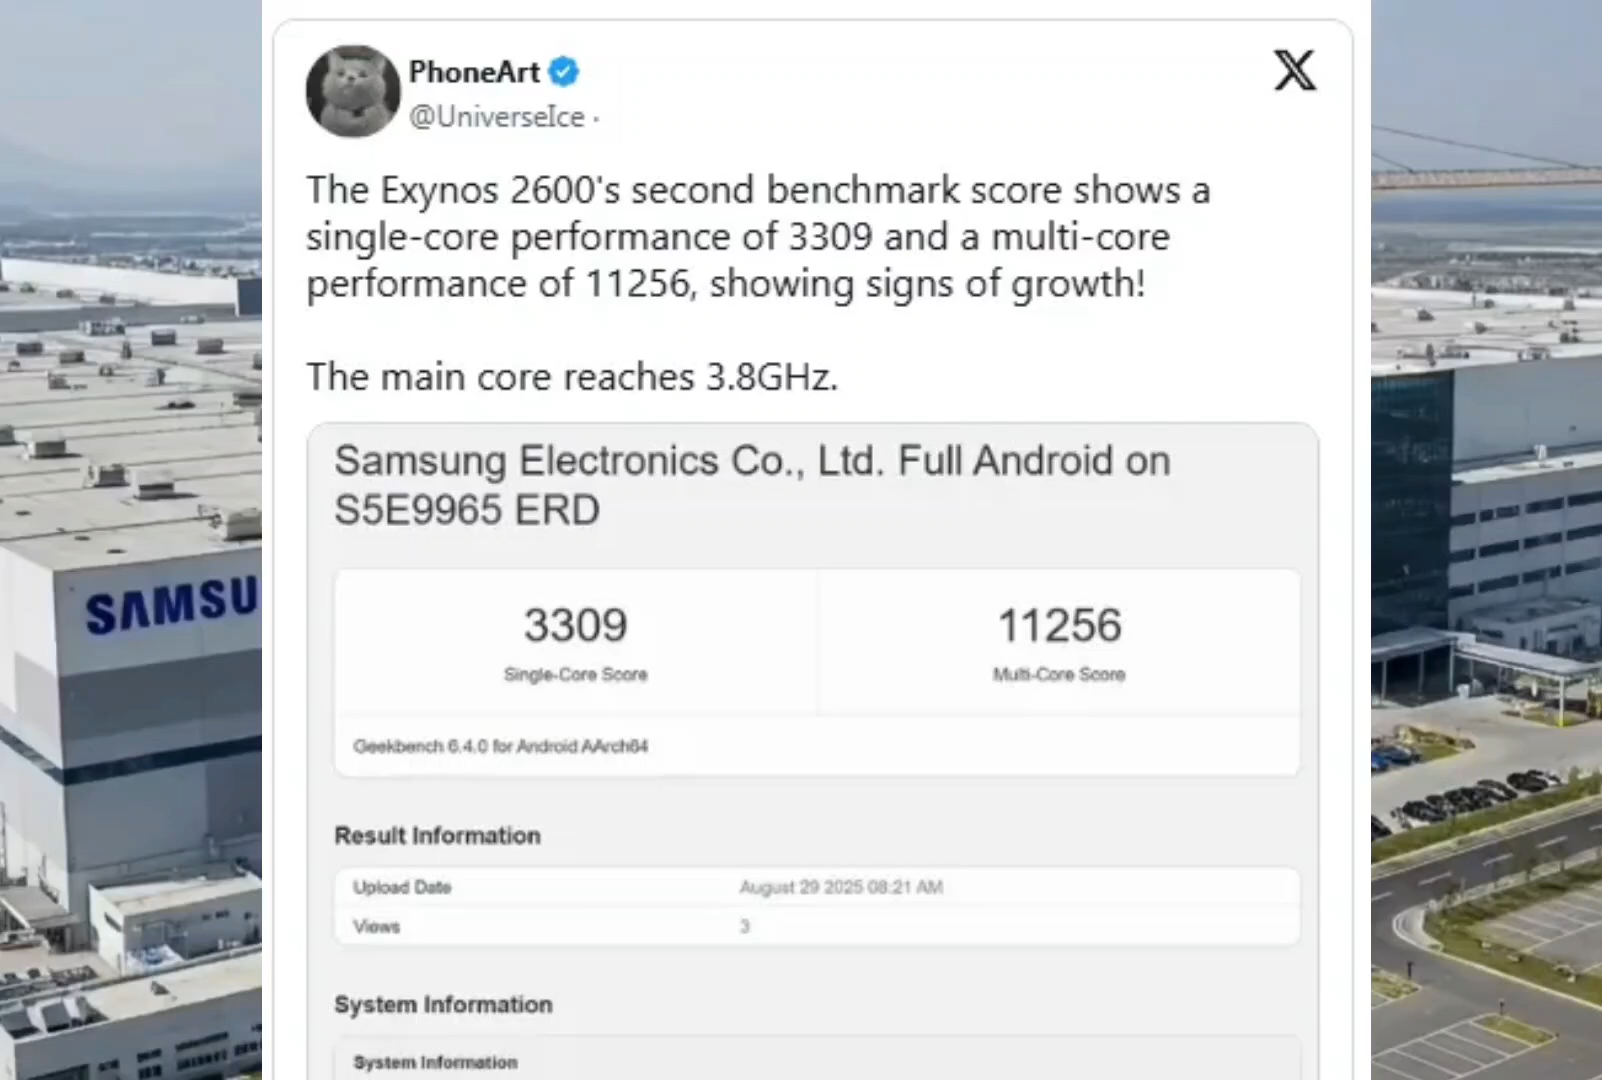 PhoneArt
@UniverseIce ·
The Exynos 2600's second benchmark score shows a
single-core performance of 3309 and a multi-core
performance of 11256, showing signs of growth!
The main core reaches 3.8GHz.
Samsung Electronics Co., Ltd. Full Android on
S5E9965 ERD
3309
Single-Core Score
11256
Multi-Core Score
Geekbench 6.4.0 for Android AArch64
Result Information
Upload Date August 29 2025 08:21 AM
Views 3
System Information
System Information
SAMSU